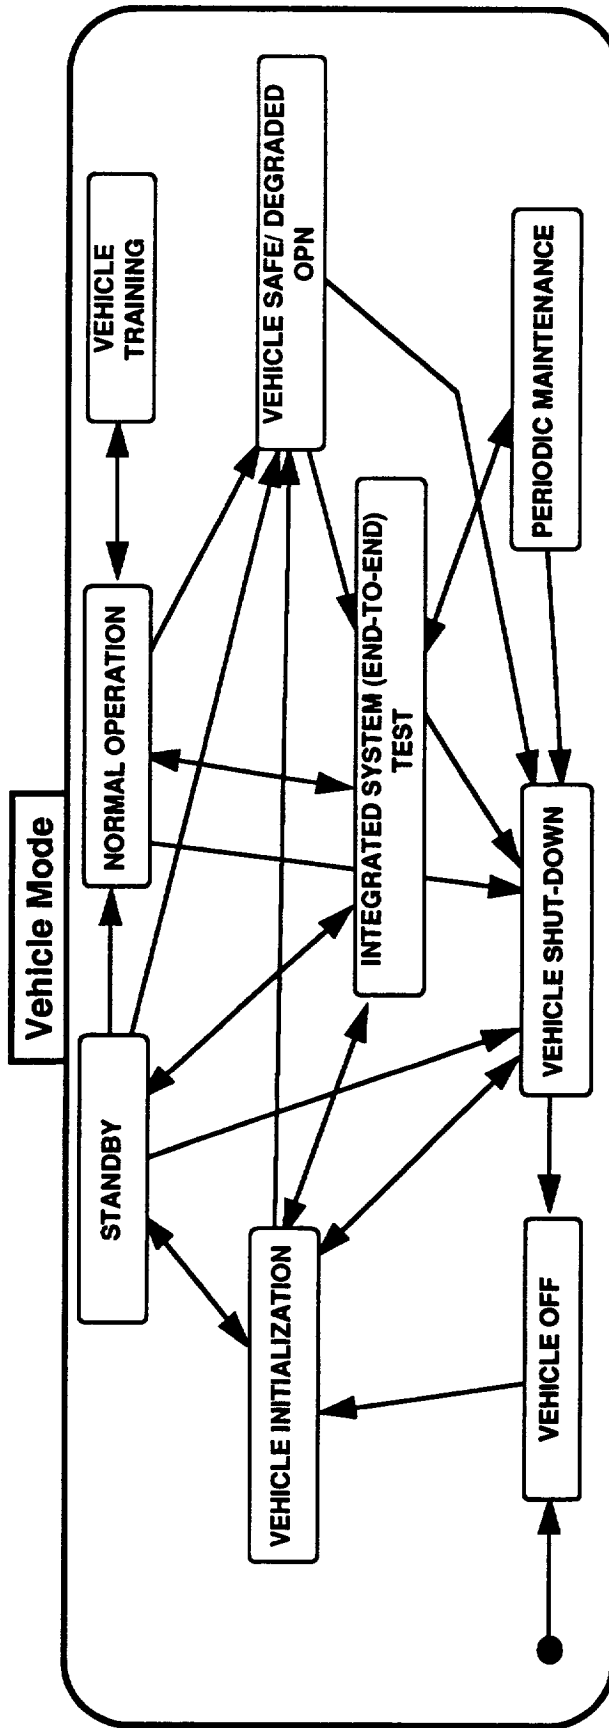 Vehicle Mode
STANDBY
NORMAL OPERATION
VEHICLE
TRAINING
VEHICLE INITIALIZATION
VEHICLE SAFE/ DEGRADED
OPN
INTEGRATED SYSTEM (END-TO-END)
TEST
VEHICLE OFF
VEHICLE SHUT-DOWN
PERIODIC MAINTENANCE